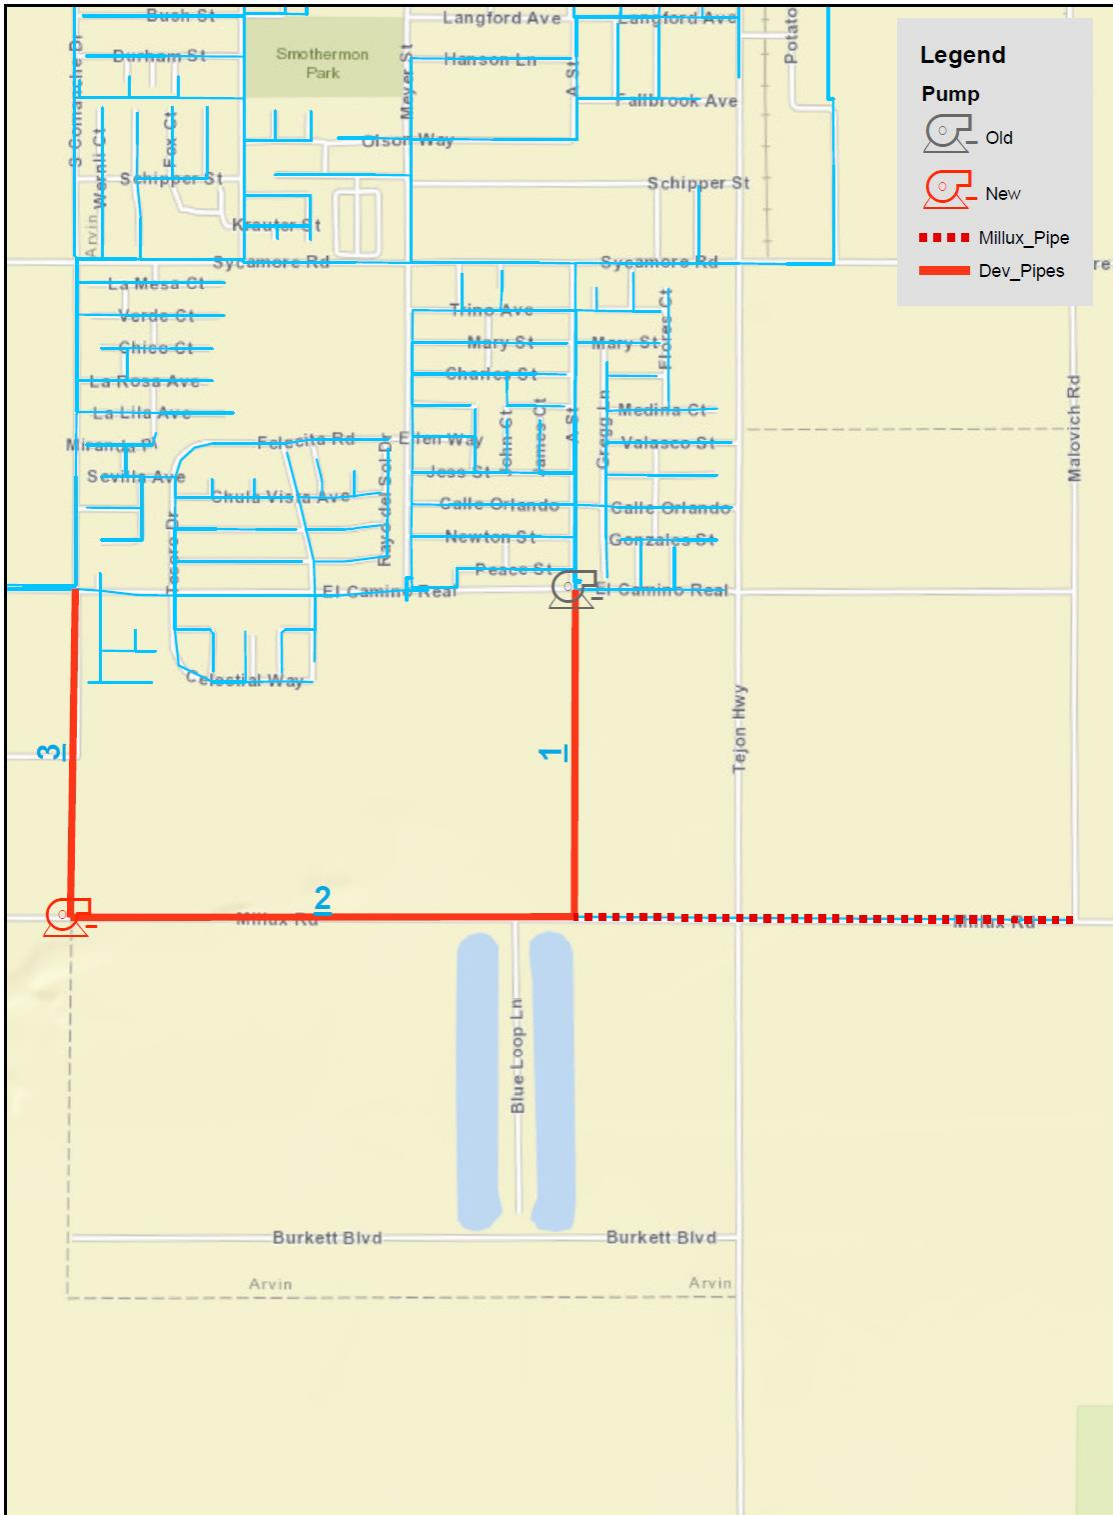 Bush St
Langford Ave
Langford Ave
Durham St
Smothermon
Park
Hanson Ln
Meyer St
A St
Potato
S Comanche Dr
Wernli Ct
Fox Ct
Fallbrook Ave
Olson Way
Schipper St
Schipper St
Arvin
Krauter St
Sycamore Rd
Sycamore Rd
Legend
Pump
Old
New
Millux_Pipe
Dev_Pipes
re
La Mesa Ct
Verde Ct
Chico Ct
La Rosa Ave
La Lila Ave
Sevilla Ave
Trino Ave
Mary St
Mary St
Flores Ct
Charles St
John Ct
James Ct
A St
Gregg Ln
Medina Ct
Valasco St
Malovich Rd
Felecita Rd
Rayo del Sol Dr
Ellen Way
Jess St
Chula Vista Ave
Calle Orlando
Calle Orlando
Newton St
Gonzales St
Peace St
Tesoro Dr
El Camino Real
El Camino Real
Celestial Way
Tejon Hwy
3
1
2
Millux Rd
Millux Rd
Blue Loop Ln
Burkett Blvd
Burkett Blvd
Arvin
Arvin